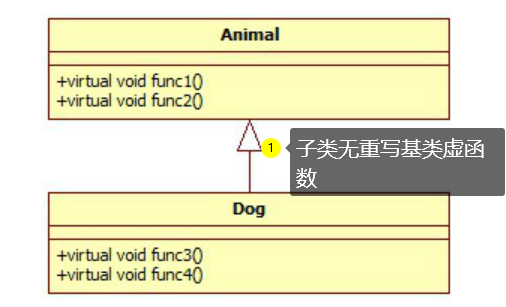 Animal
+virtual void func1()
+virtual void func2()
1
子类无重写基类虚函
数
Dog
+virtual void func3()
+virtual void func4()